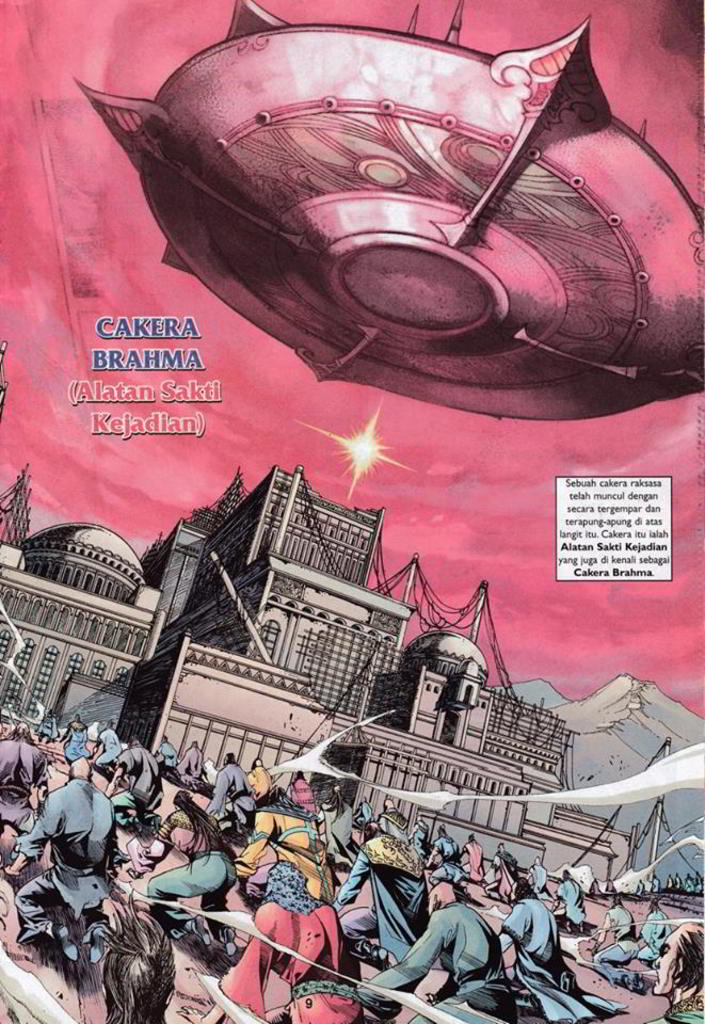 CAKERA
BRAHMA
(Alatan Sakti
Kejadian)
Sebuah cakera raksasa
telah muncul dengan
secara tergempar dan
terapung-apung di atas
langit itu. Cakera itu ialah
Alatan Sakti Kejadian
yang juga di kenali sebagai
Cakera Brahma.
9